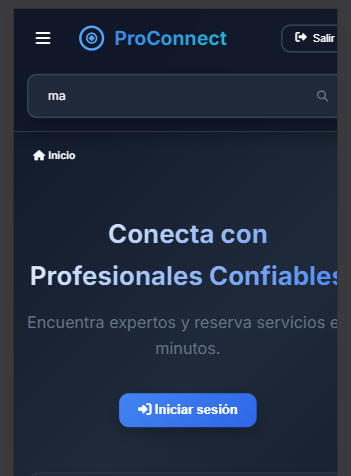 ProConnect
Salir
ma
Inicio
Conecta con
Profesionales Confiables
Encuentra expertos y reserva servicios e
minutos.
Iniciar sesión